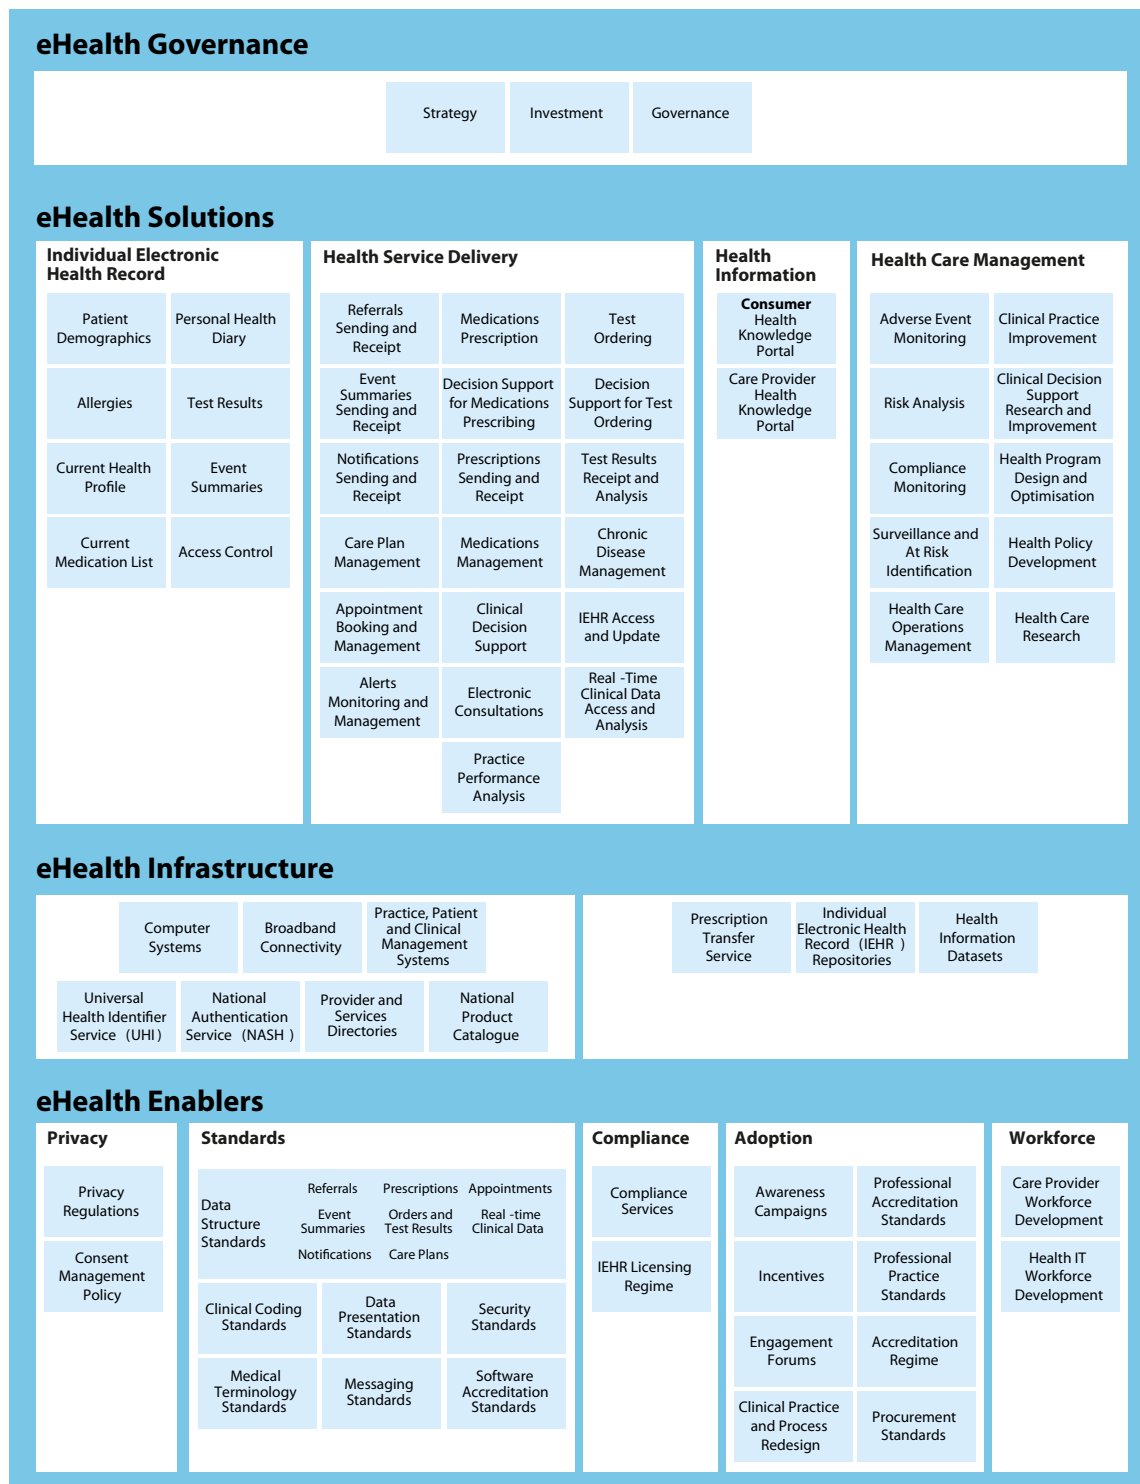 eHealth Governance
Strategy
Investment
Governance
eHealth Solutions
Individual Electronic
Health Record
Patient
Demographics
Personal Health
Diary
Allergies
Test Results
Current Health
Profile
Event
Summaries
Current
Medication List
Access Control
Health Service Delivery
Referrals
Sending and
Receipt
Medications
Prescription
Test
Ordering
Event
Summaries
Sending and
Receipt
Decision Support
for Medications
Prescribing
Decision
Support for Test
Ordering
Notifications
Sending and
Receipt
Prescriptions
Sending and
Receipt
Test Results
Receipt and
Analysis
Care Plan
Management
Medications
Management
Chronic
Disease
Management
Appointment
Booking and
Management
Clinical
Decision
Support
IEHR Access
and Update
Alerts
Monitoring and
Management
Electronic
Consultations
Real -Time
Clinical Data
Access and
Analysis
Practice
Performance
Analysis
Health
Information
Consumer
Health
Knowledge
Portal
Care Provider
Health
Knowledge
Portal
Health Care Management
Adverse Event
Monitoring
Clinical Practice
Improvement
Risk Analysis
Clinical Decision
Support
Research and
Improvement
Compliance
Monitoring
Health Program
Design and
Optimisation
Surveillance and
At Risk
Identification
Health Policy
Development
Health Care
Operations
Management
Health Care
Research
eHealth Infrastructure
Computer
Systems
Broadband
Connectivity
Practice, Patient
and Clinical
Management
Systems
Universal
Health Identifier
Service (UHI)
National
Authentication
Service (NASH )
Provider and
Services
Directories
National
Product
Catalogue
Prescription
Transfer
Service
Individual
Electronic Health
Record (IEHR )
Repositories
Health
Information
Datasets
eHealth Enablers
Privacy
Privacy
Regulations
Consent
Management
Policy
Standards
Data
Structure
Standards
Referrals
Prescriptions
Appointments
Event
Summaries
Orders and
Test Results
Real -time
Clinical Data
Notifications
Care Plans
Clinical Coding
Standards
Data
Presentation
Standards
Security
Standards
Medical
Terminology
Standards
Messaging
Standards
Software
Accreditation
Standards
Compliance
Compliance
Services
IEHR Licensing
Regime
Adoption
Awareness
Campaigns
Professional
Accreditation
Standards
Incentives
Professional
Practice
Standards
Engagement
Forums
Accreditation
Regime
Clinical Practice
and Process
Redesign
Procurement
Standards
Workforce
Care Provider
Workforce
Development
Health IT
Workforce
Development